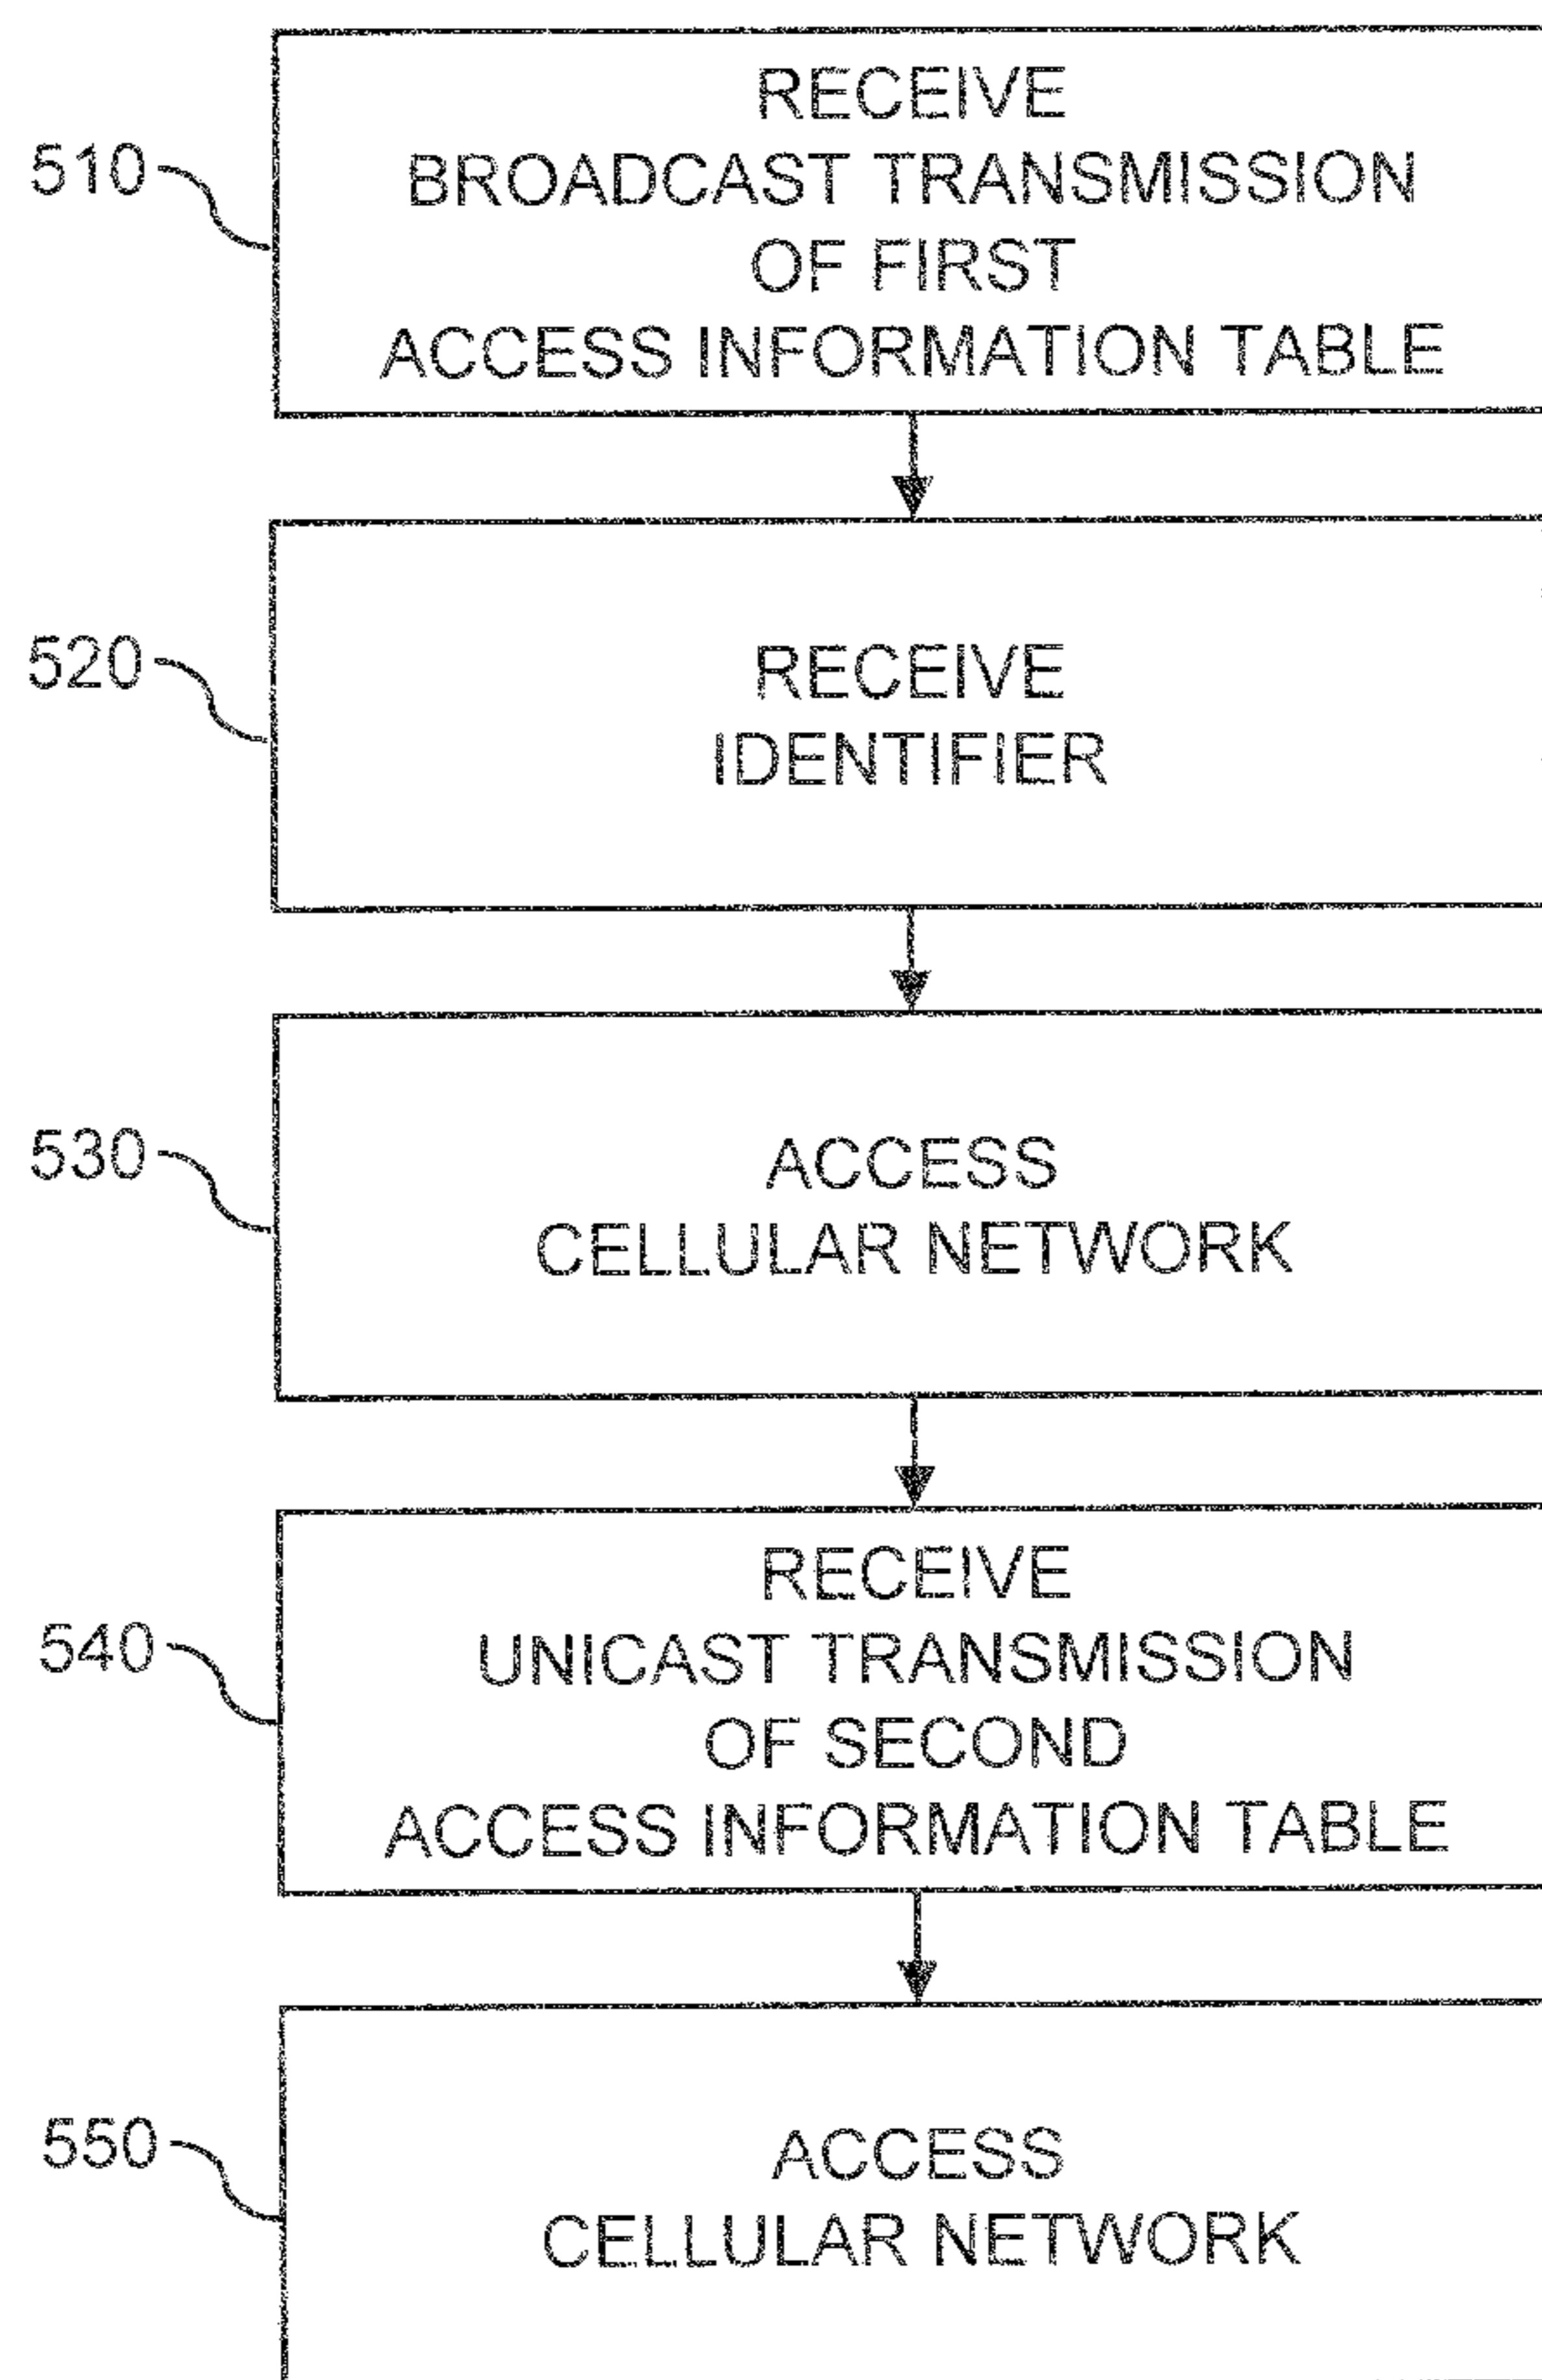 RECEIVE
BROADCAST TRANSMISSION
OF FIRST
ACCESS INFORMATION TABLE
510
RECEIVE
IDENTIFIER
520
ACCESS
CELLULAR NETWORK
530
RECEIVE
UNICAST TRANSMISSION
OF SECOND
ACCESS INFORMATION TABLE
540
ACCESS
CELLULAR NETWORK
550